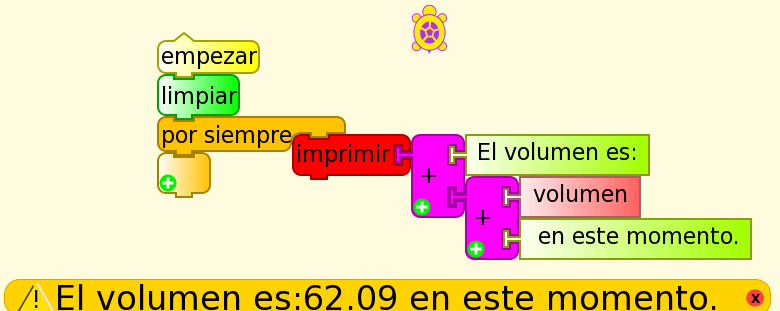 empezar
limpiar
por siempre
imprimir
+
El volumen es:
+
volumen
en este momento.
/!\ El volumen es:62.09 en este momento.
x